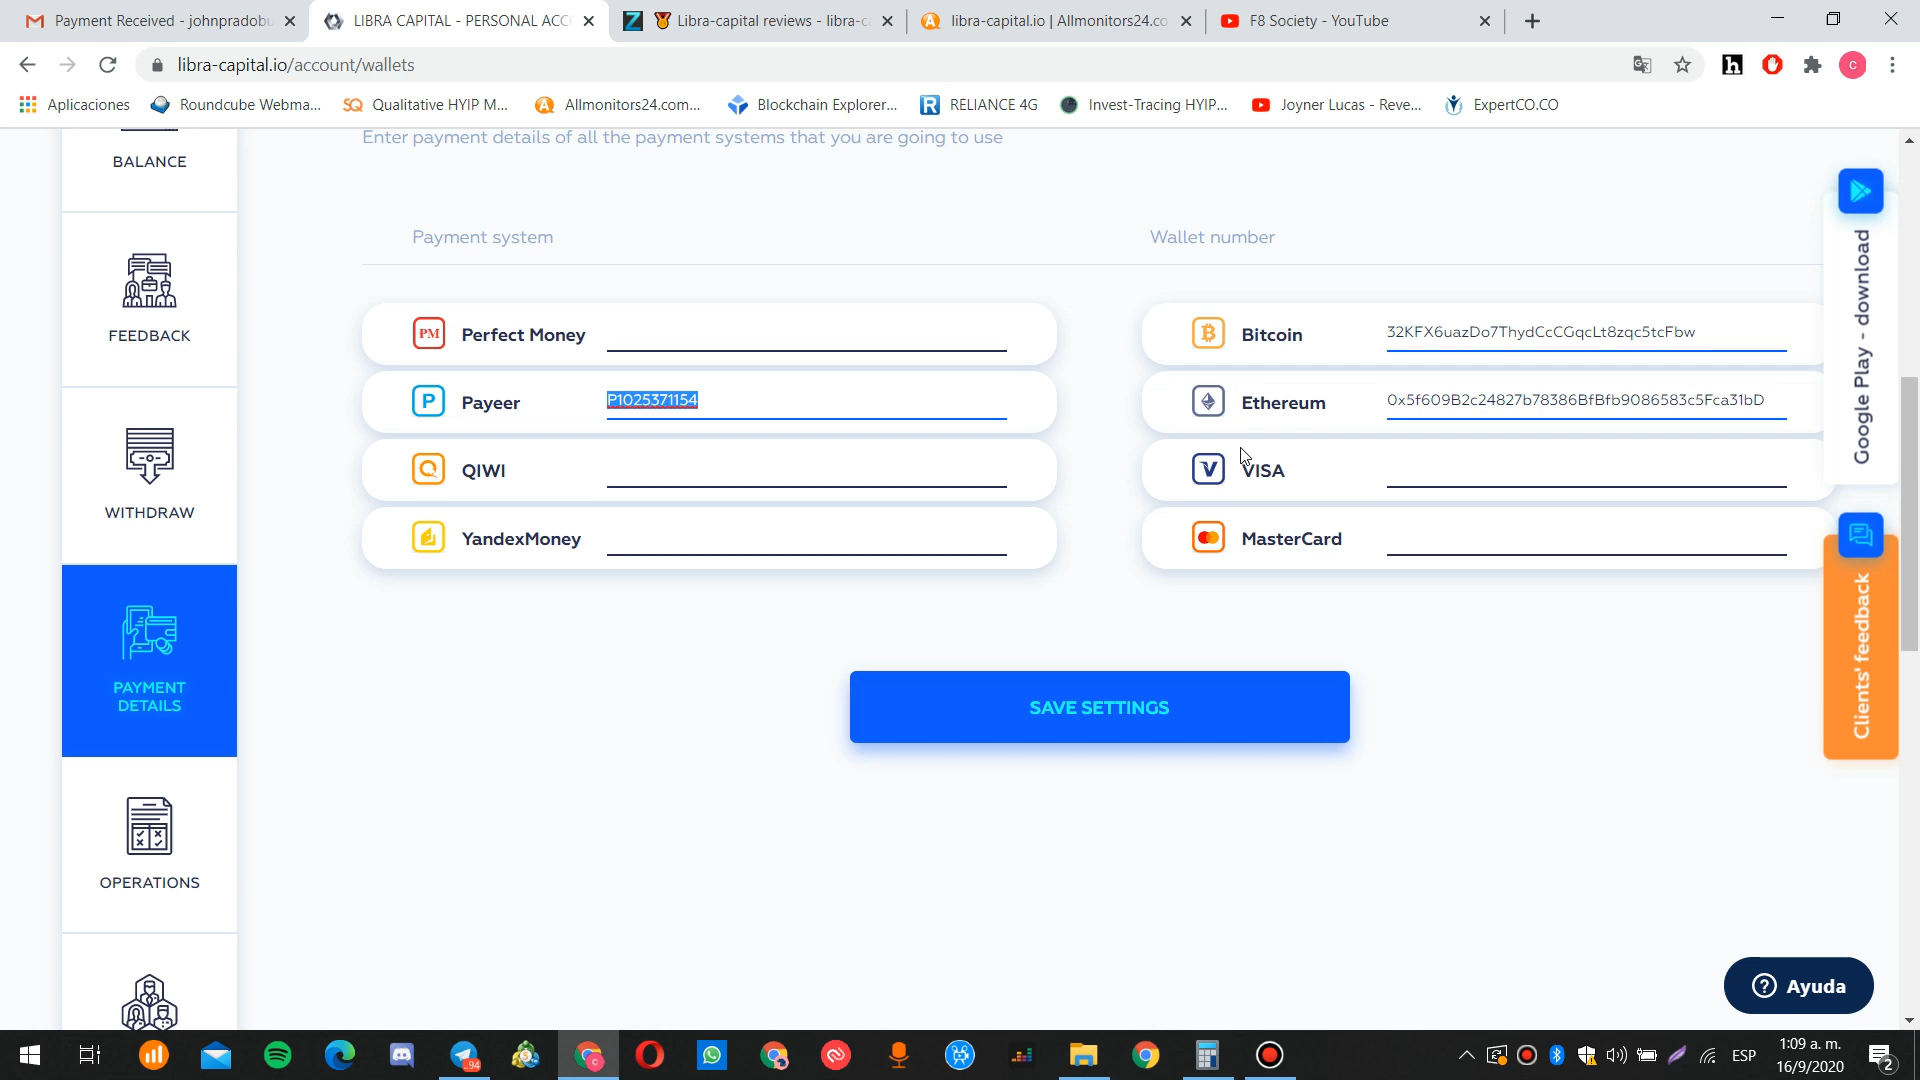 Payment Received - johnpradobu
LIBRA CAPITAL - PERSONAL ACC
Libra-capital reviews - libra-ca
libra-capital.io | Allmonitors24.co
F8 Society - YouTube
libra-capital.io/account/wallets
Aplicaciones
Roundcube Webma...
Qualitative HYIP M...
Allmonitors24.com...
Blockchain Explorer...
RELIANCE 4G
Invest-Tracing HYIP...
Joyner Lucas - Reve...
ExpertCO.CO
Enter payment details of all the payment systems that you are going to use
BALANCE
FEEDBACK
WITHDRAW
PAYMENT
DETAILS
OPERATIONS
Payment system
Wallet number
PM Perfect Money
Bitcoin 32KFX6uazDo7ThydCcCGqcLt8zqc5tcFbw
P Payeer P1025371154
Ethereum 0x5f609B2c24827b78386BfBfb9086583c5Fca31bD
QIWI
V VISA
YandexMoney
MasterCard
SAVE SETTINGS
Google Play - download
Clients' feedback
? Ayuda
94
ESP
1:09 a. m.
16/9/2020
2